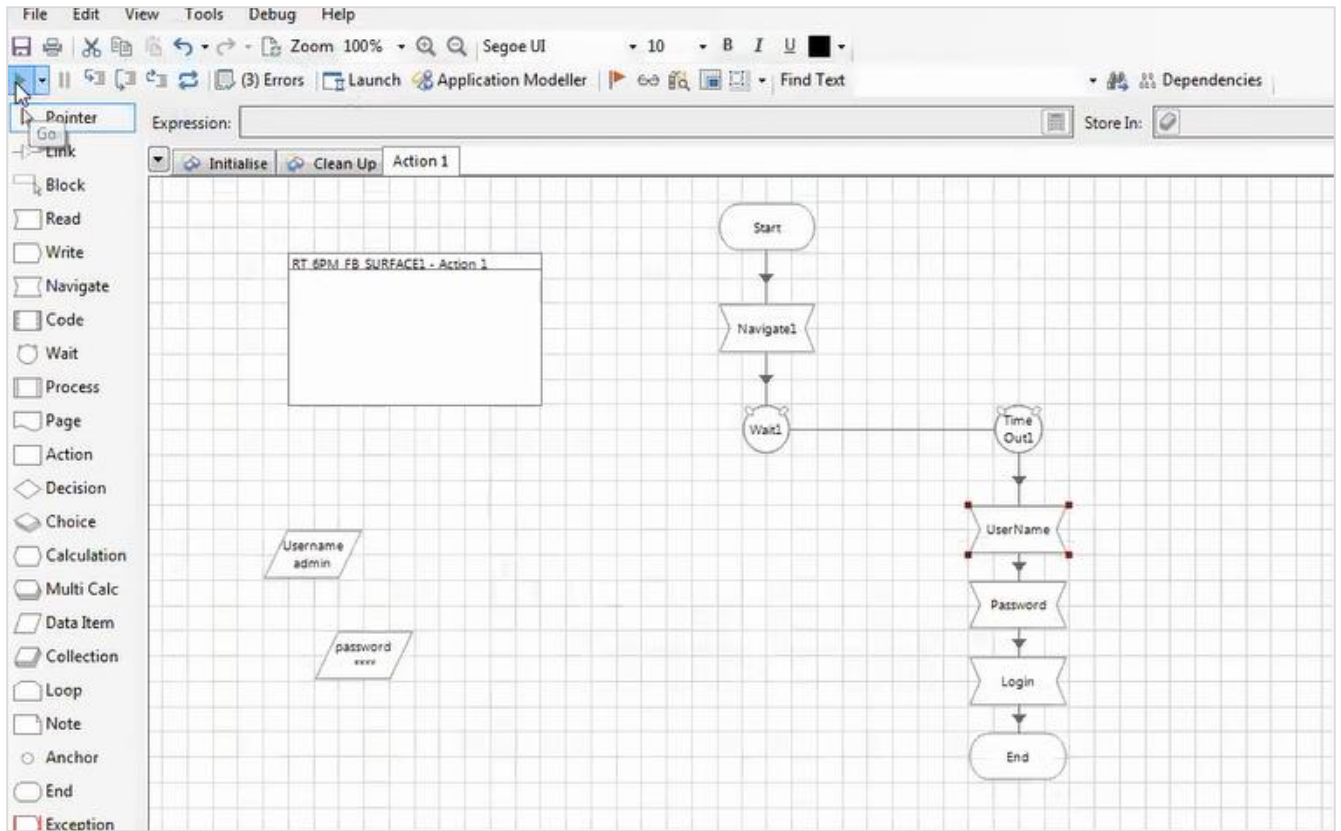 File Edit View Tools Debug Help
Zoom 100% Segoe UI 10 B I U
(3) Errors Launch Application Modeller Find Text Dependencies
Pointer
Go
Link
Block
Read
Write
Navigate
Code
Wait
Process
Page
Action
Decision
Choice
Calculation
Multi Calc
Data Item
Collection
Loop
Note
Anchor
End
Exception
Expression: Store In:
Initialise Clean Up Action 1
RT 6PM FB SURFACE1 - Action 1
Username
admin
password
****
Start
Navigate1
Wait1
Time
Out1
UserName
Password
Login
End